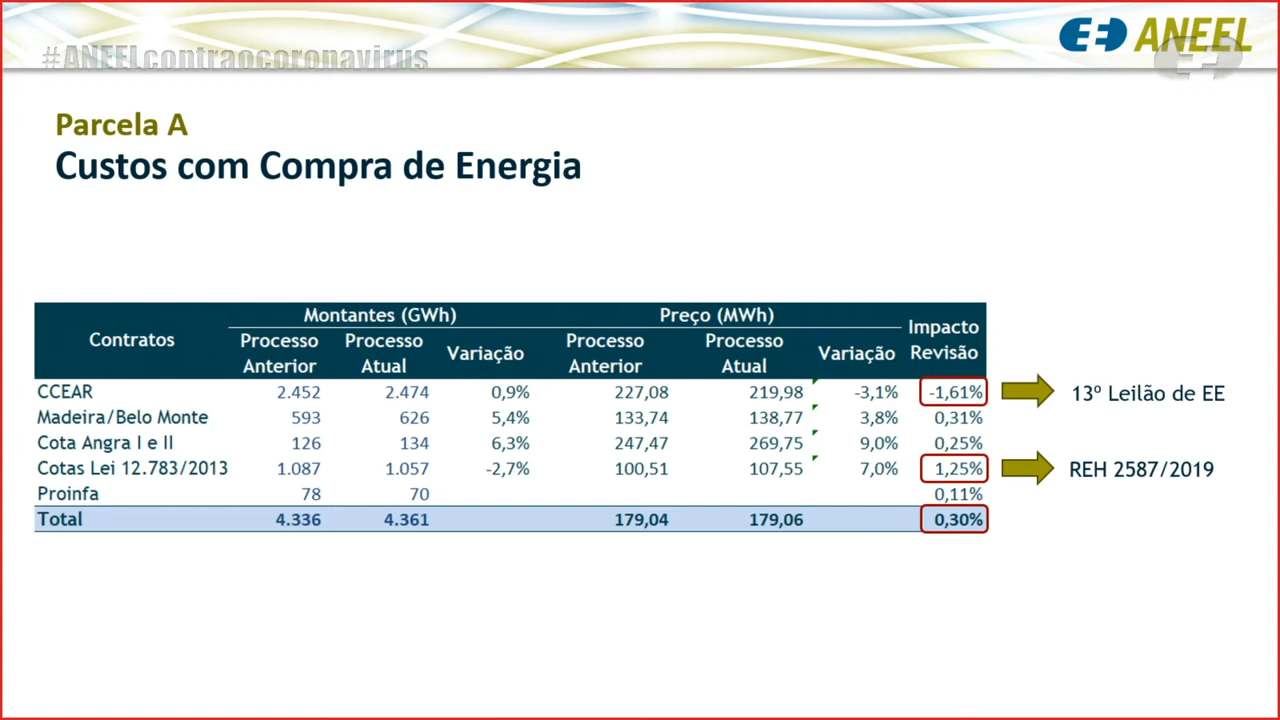 #ANEELcontraocoronavirus
ANEEL
Parcela A
Custos com Compra de Energia
Contratos Montantes (GWh) Preço (MWh) Impacto Revisão
Processo Anterior Processo Atual Variação Processo Anterior Processo Atual Variação
CCEAR 2.452 2.474 0,9% 227,08 219,98 -3,1% -1,61% 13º Leilão de EE
Madeira/Belo Monte 593 626 5,4% 133,74 138,77 3,8% 0,31%
Cota Angra I e II 126 134 6,3% 247,47 269,75 9,0% 0,25%
Cotas Lei 12.783/2013 1.087 1.057 -2,7% 100,51 107,55 7,0% 1,25% REH 2587/2019
Proinfa 78 70 0,11%
Total 4.336 4.361 179,04 179,06 0,30%